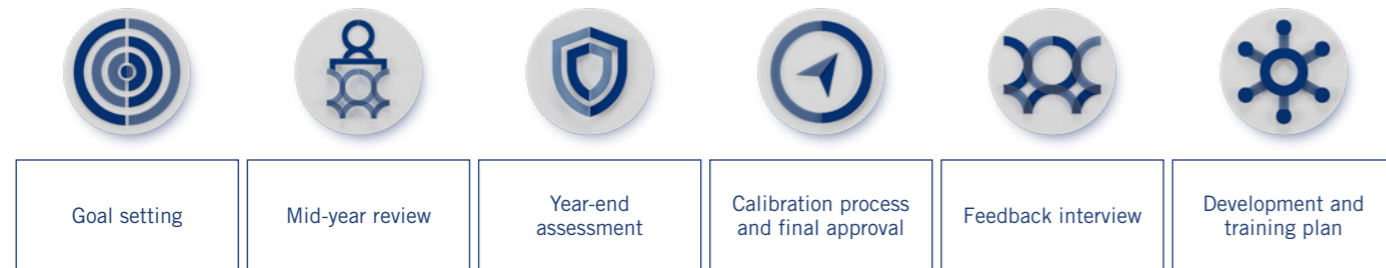 Goal setting
Mid-year review
Year-end
assessment
Calibration process
and final approval
Feedback interview
Development and
training plan